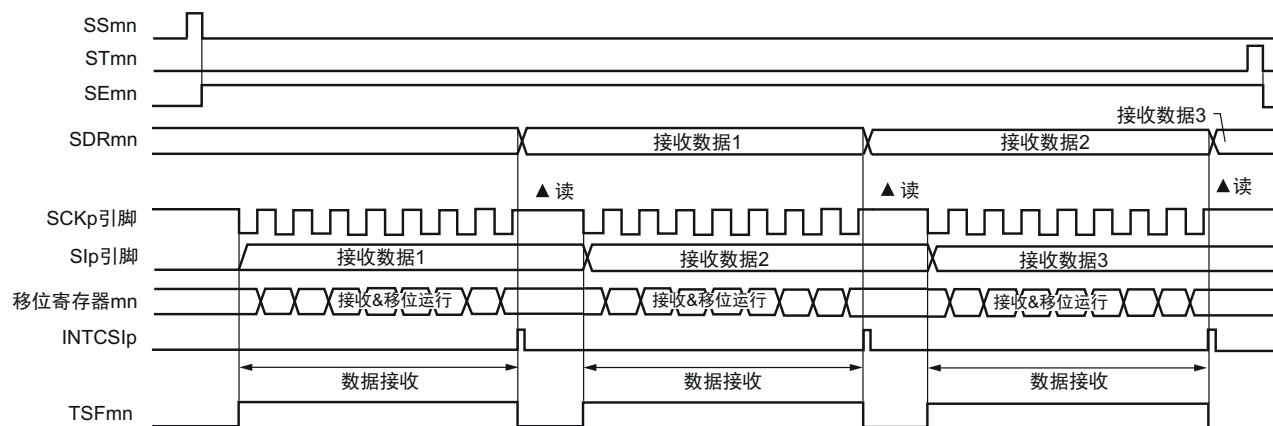 SSmn
STmn
SEmn
接收数据3
SDRmn 接收数据1 接收数据2
▲读 ▲读 ▲读
SCKp引脚
SIp引脚 接收数据1 接收数据2 接收数据3
移位寄存器mn 接收&移位运行 接收&移位运行 接收&移位运行
INTCSIp
数据接收 数据接收 数据接收
TSFmn